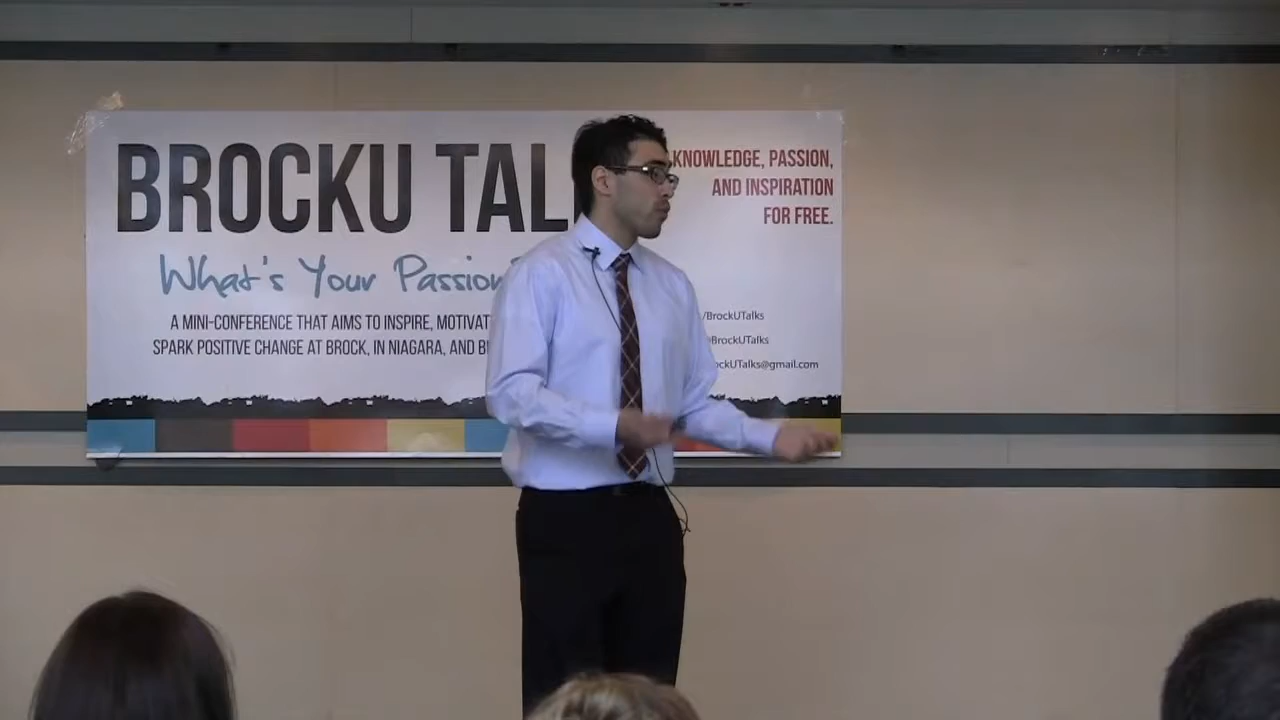 BROCKU TAL
What's Your Passion
A MINI-CONFERENCE THAT AIMS TO INSPIRE, MOTIVAT
SPARK POSITIVE CHANGE AT BROCK, IN NIAGARA, AND B
KNOWLEDGE, PASSION,
AND INSPIRATION
FOR FREE.
/BrockUTalks
@BrockUTalks
ockUTalks@gmail.com